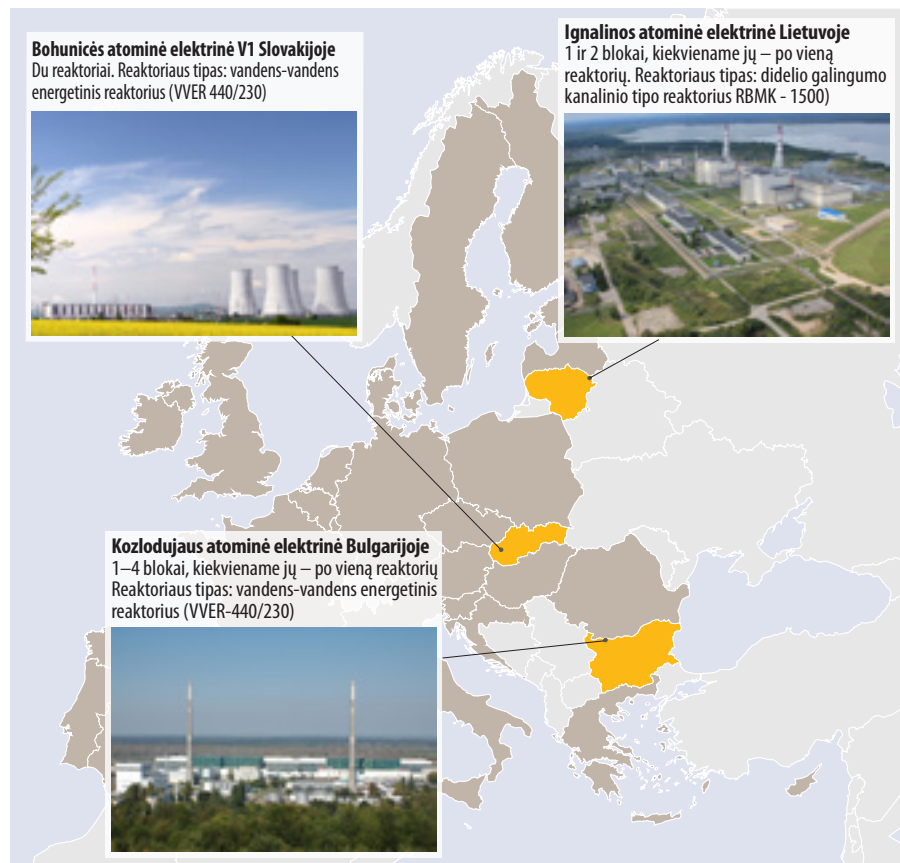 Bohunicės atominė elektrinė V1 Slovakijoje
Du reaktoriai. Reaktoriaus tipas: vandens-vandens
energetinis reaktorius (VVER 440/230)
Ignalinos atominė elektrinė Lietuvoje
1 ir 2 blokai, kiekviename jų – po vieną
reaktorių. Reaktoriaus tipas: didelio galingumo
kanalinio tipo reaktorius RBMK - 1500)
Kozlodujaus atominė elektrinė Bulgarijoje
1–4 blokai, kiekviename jų – po vieną reaktorių
Reaktoriaus tipas: vandens-vandens energetinis
reaktorius (VVER-440/230)